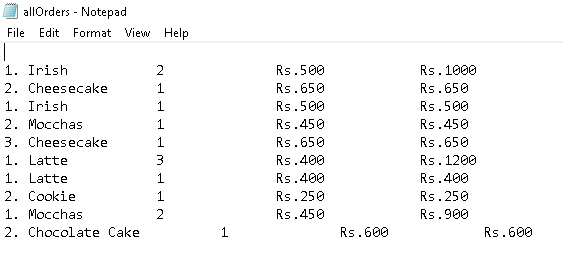 allOrders - Notepad
File Edit Format View Help
1. Irish 2 Rs.500 Rs.1000
2. Cheesecake 1 Rs.650 Rs.650
1. Irish 1 Rs.500 Rs.500
2. Mocchas 1 Rs.450 Rs.450
3. Cheesecake 1 Rs.650 Rs.650
1. Latte 3 Rs.400 Rs.1200
1. Latte 1 Rs.400 Rs.400
2. Cookie 1 Rs.250 Rs.250
1. Mocchas 2 Rs.450 Rs.900
2. Chocolate Cake 1 Rs.600 Rs.600